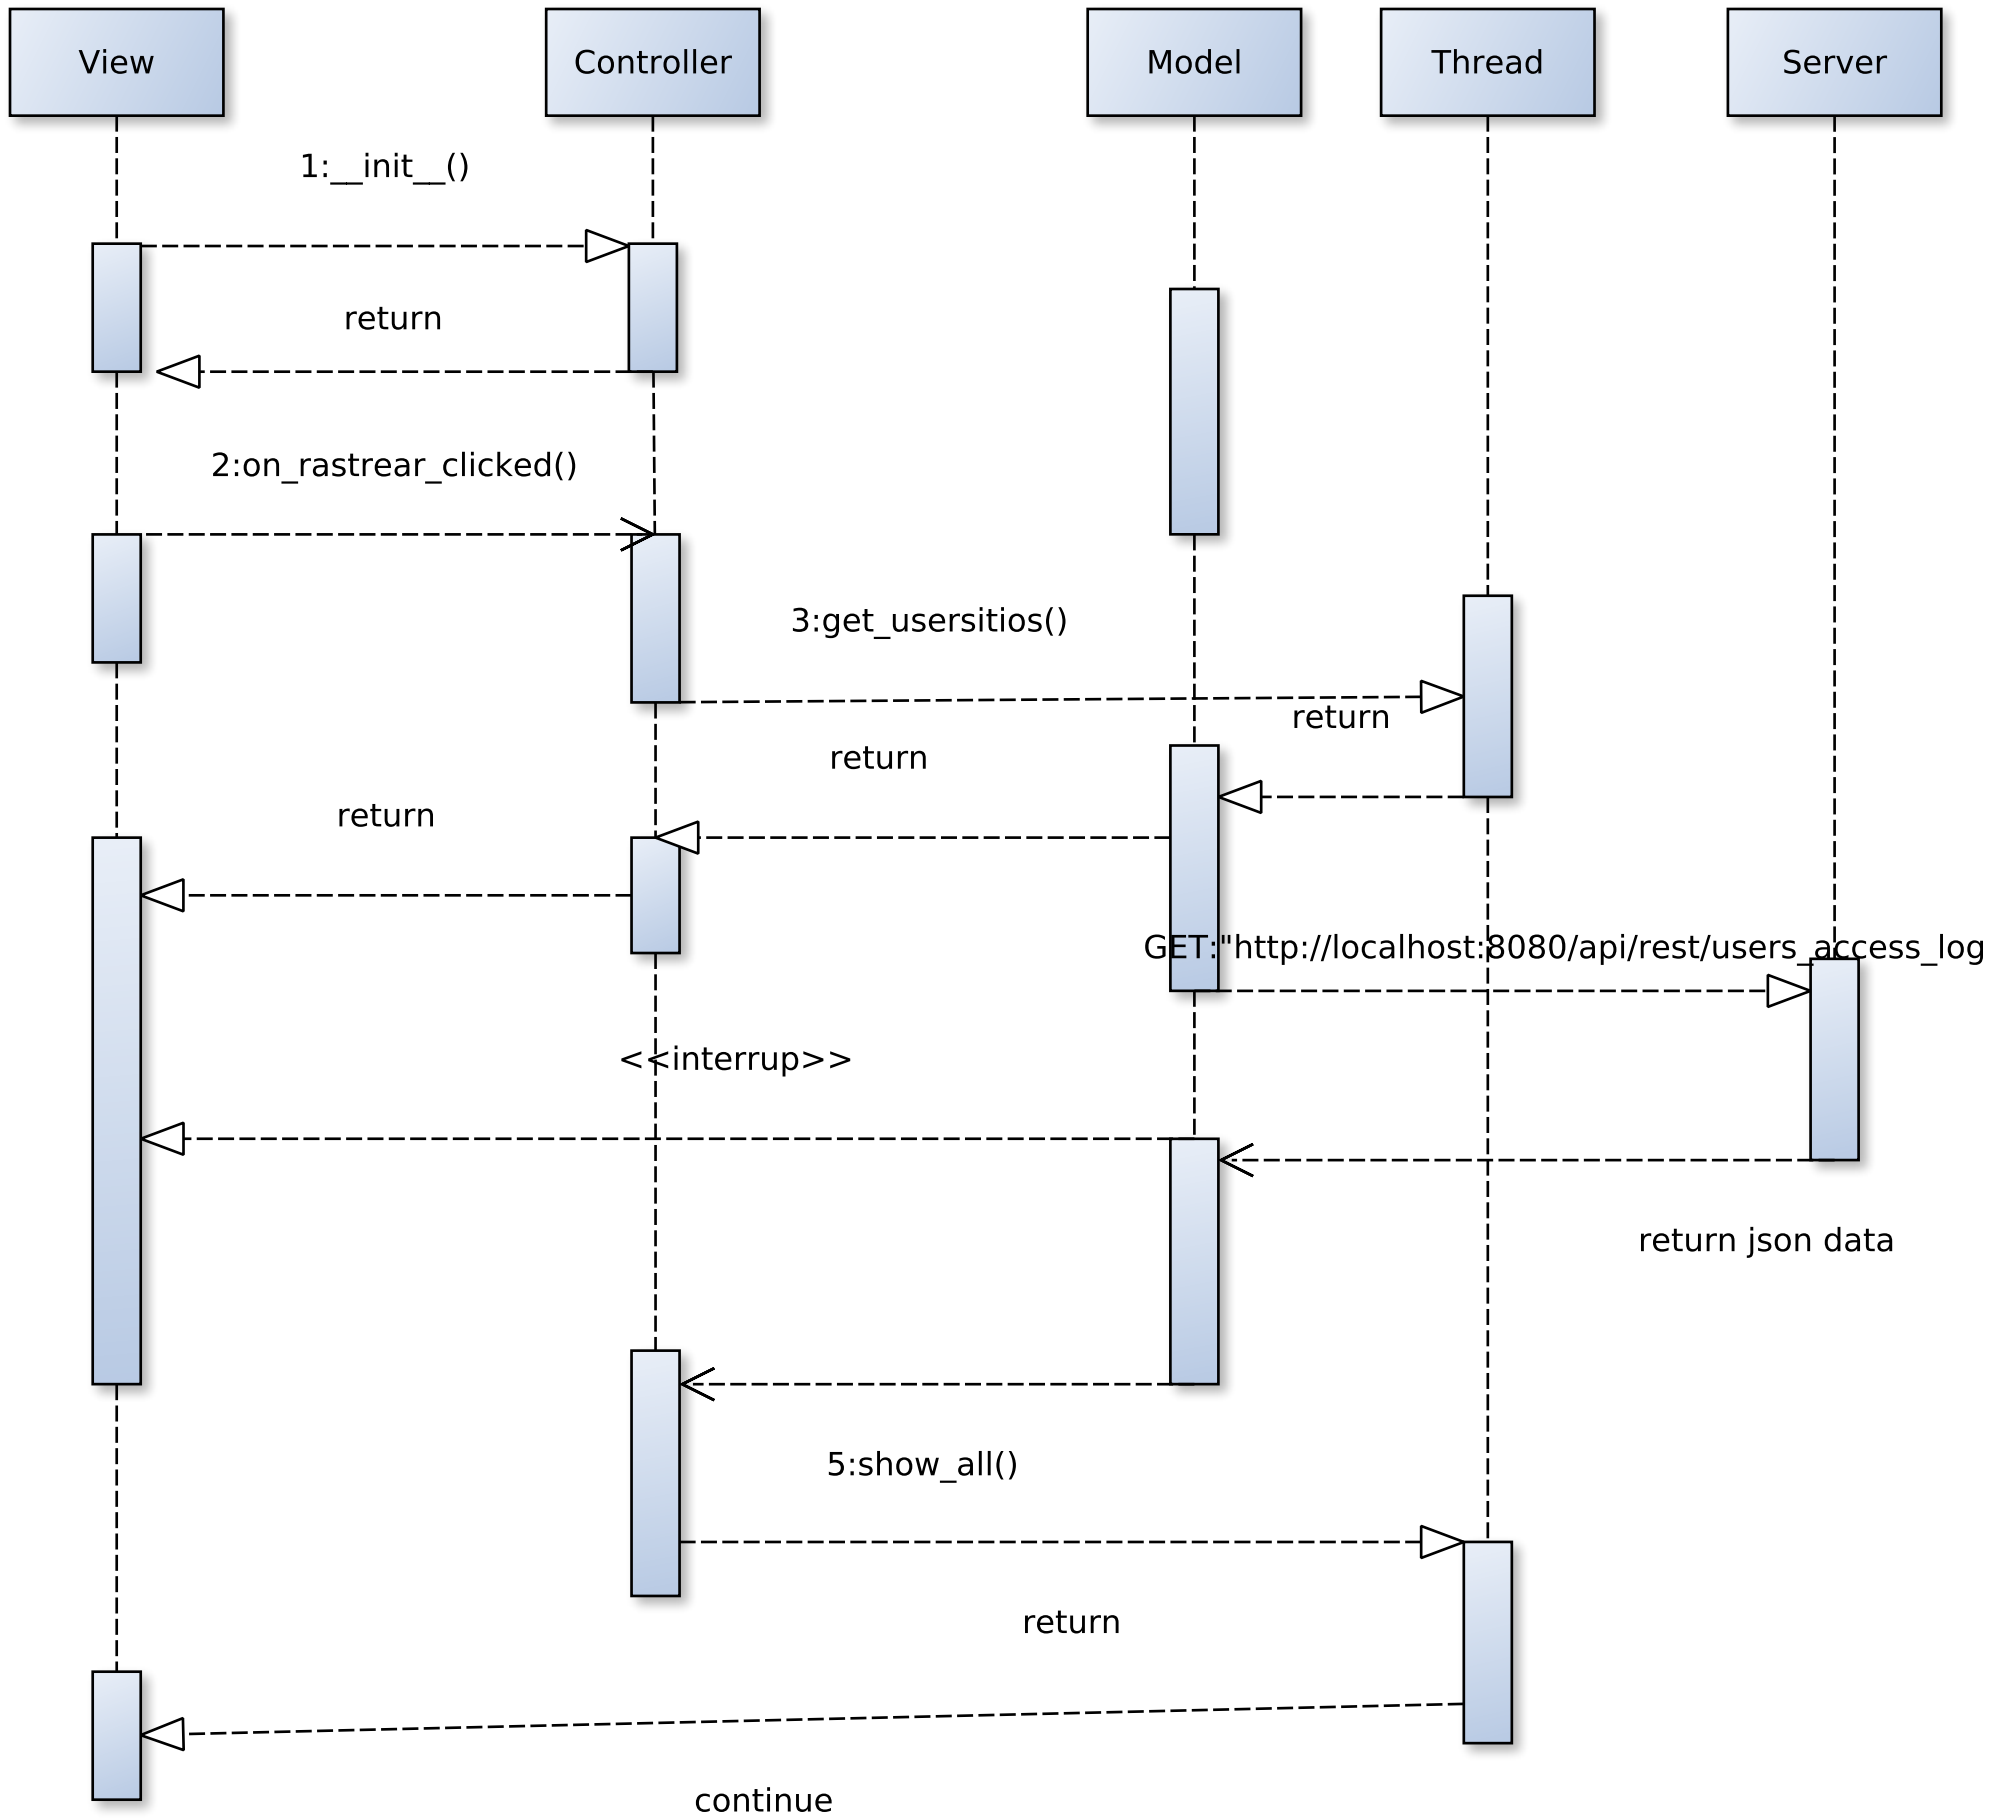 View
Controller
Model
Thread
Server
1:__init__()
return
2:on_rastrear_clicked()
3:get_usersitios()
return
return
return
GET:"http://localhost:8080/api/rest/users_access_log
<<interrup>>
return json data
5:show_all()
return
continue